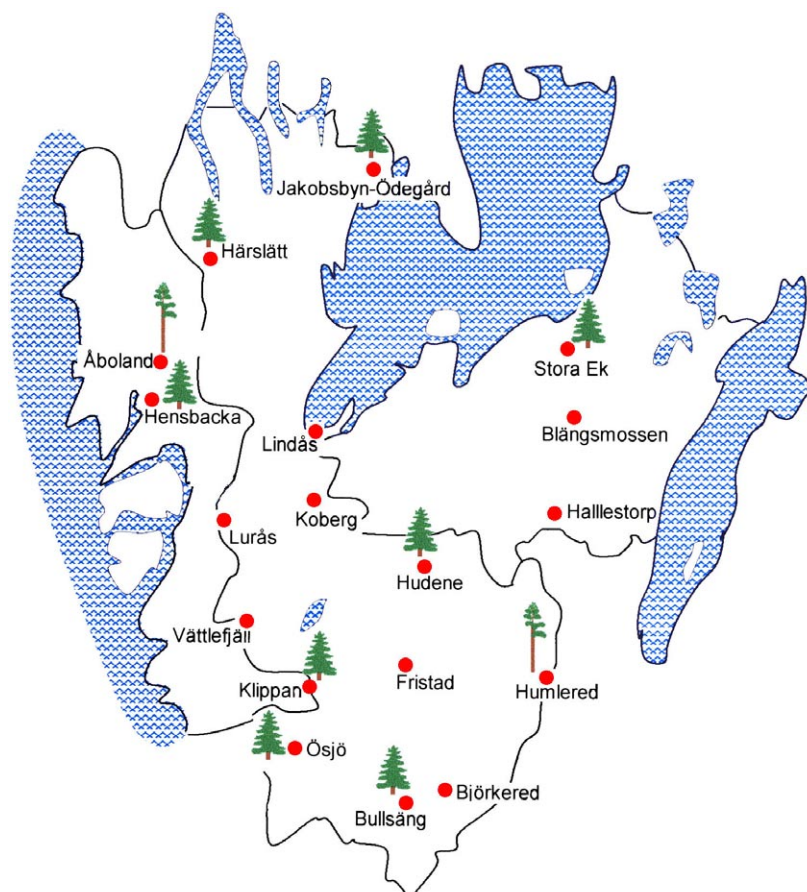 Jakobsbyn-Ödegård
Härslätt
Åboland
Stora Ek
Hensbacka
Blängsmossen
Lindås
Koberg
Halllestorp
Lurås
Hudene
Vättlefjäll
Fristad
Klippan
Humlered
Ösjö
Björkered
Bullsäng